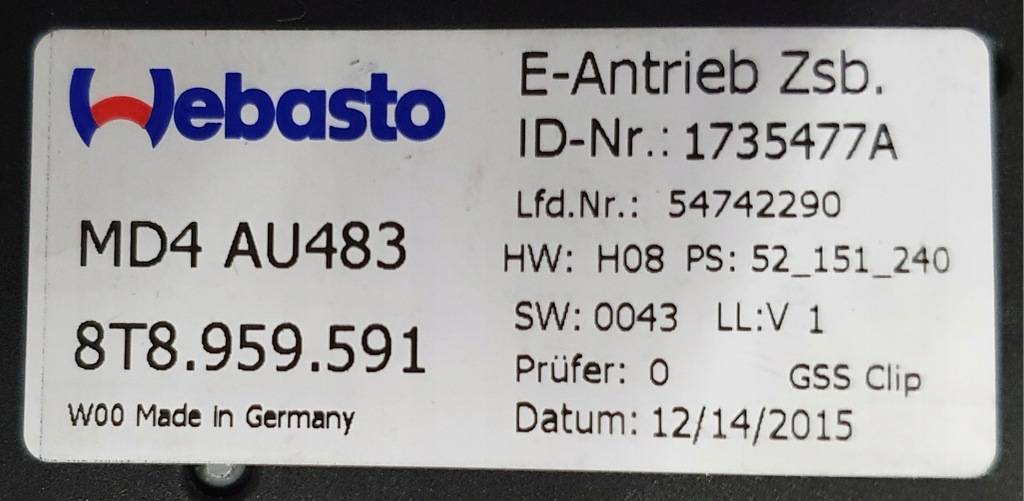 Webasto
MD4 AU483
8T8.959.591
W00 Made In Germany
E-Antrieb Zsb.
ID-Nr.: 1735477A
Lfd.Nr.: 54742290
HW: H08 PS: 52_151_240
SW: 0043 LL:V 1
Prüfer: 0 GSS Clip
Datum: 12/14/2015